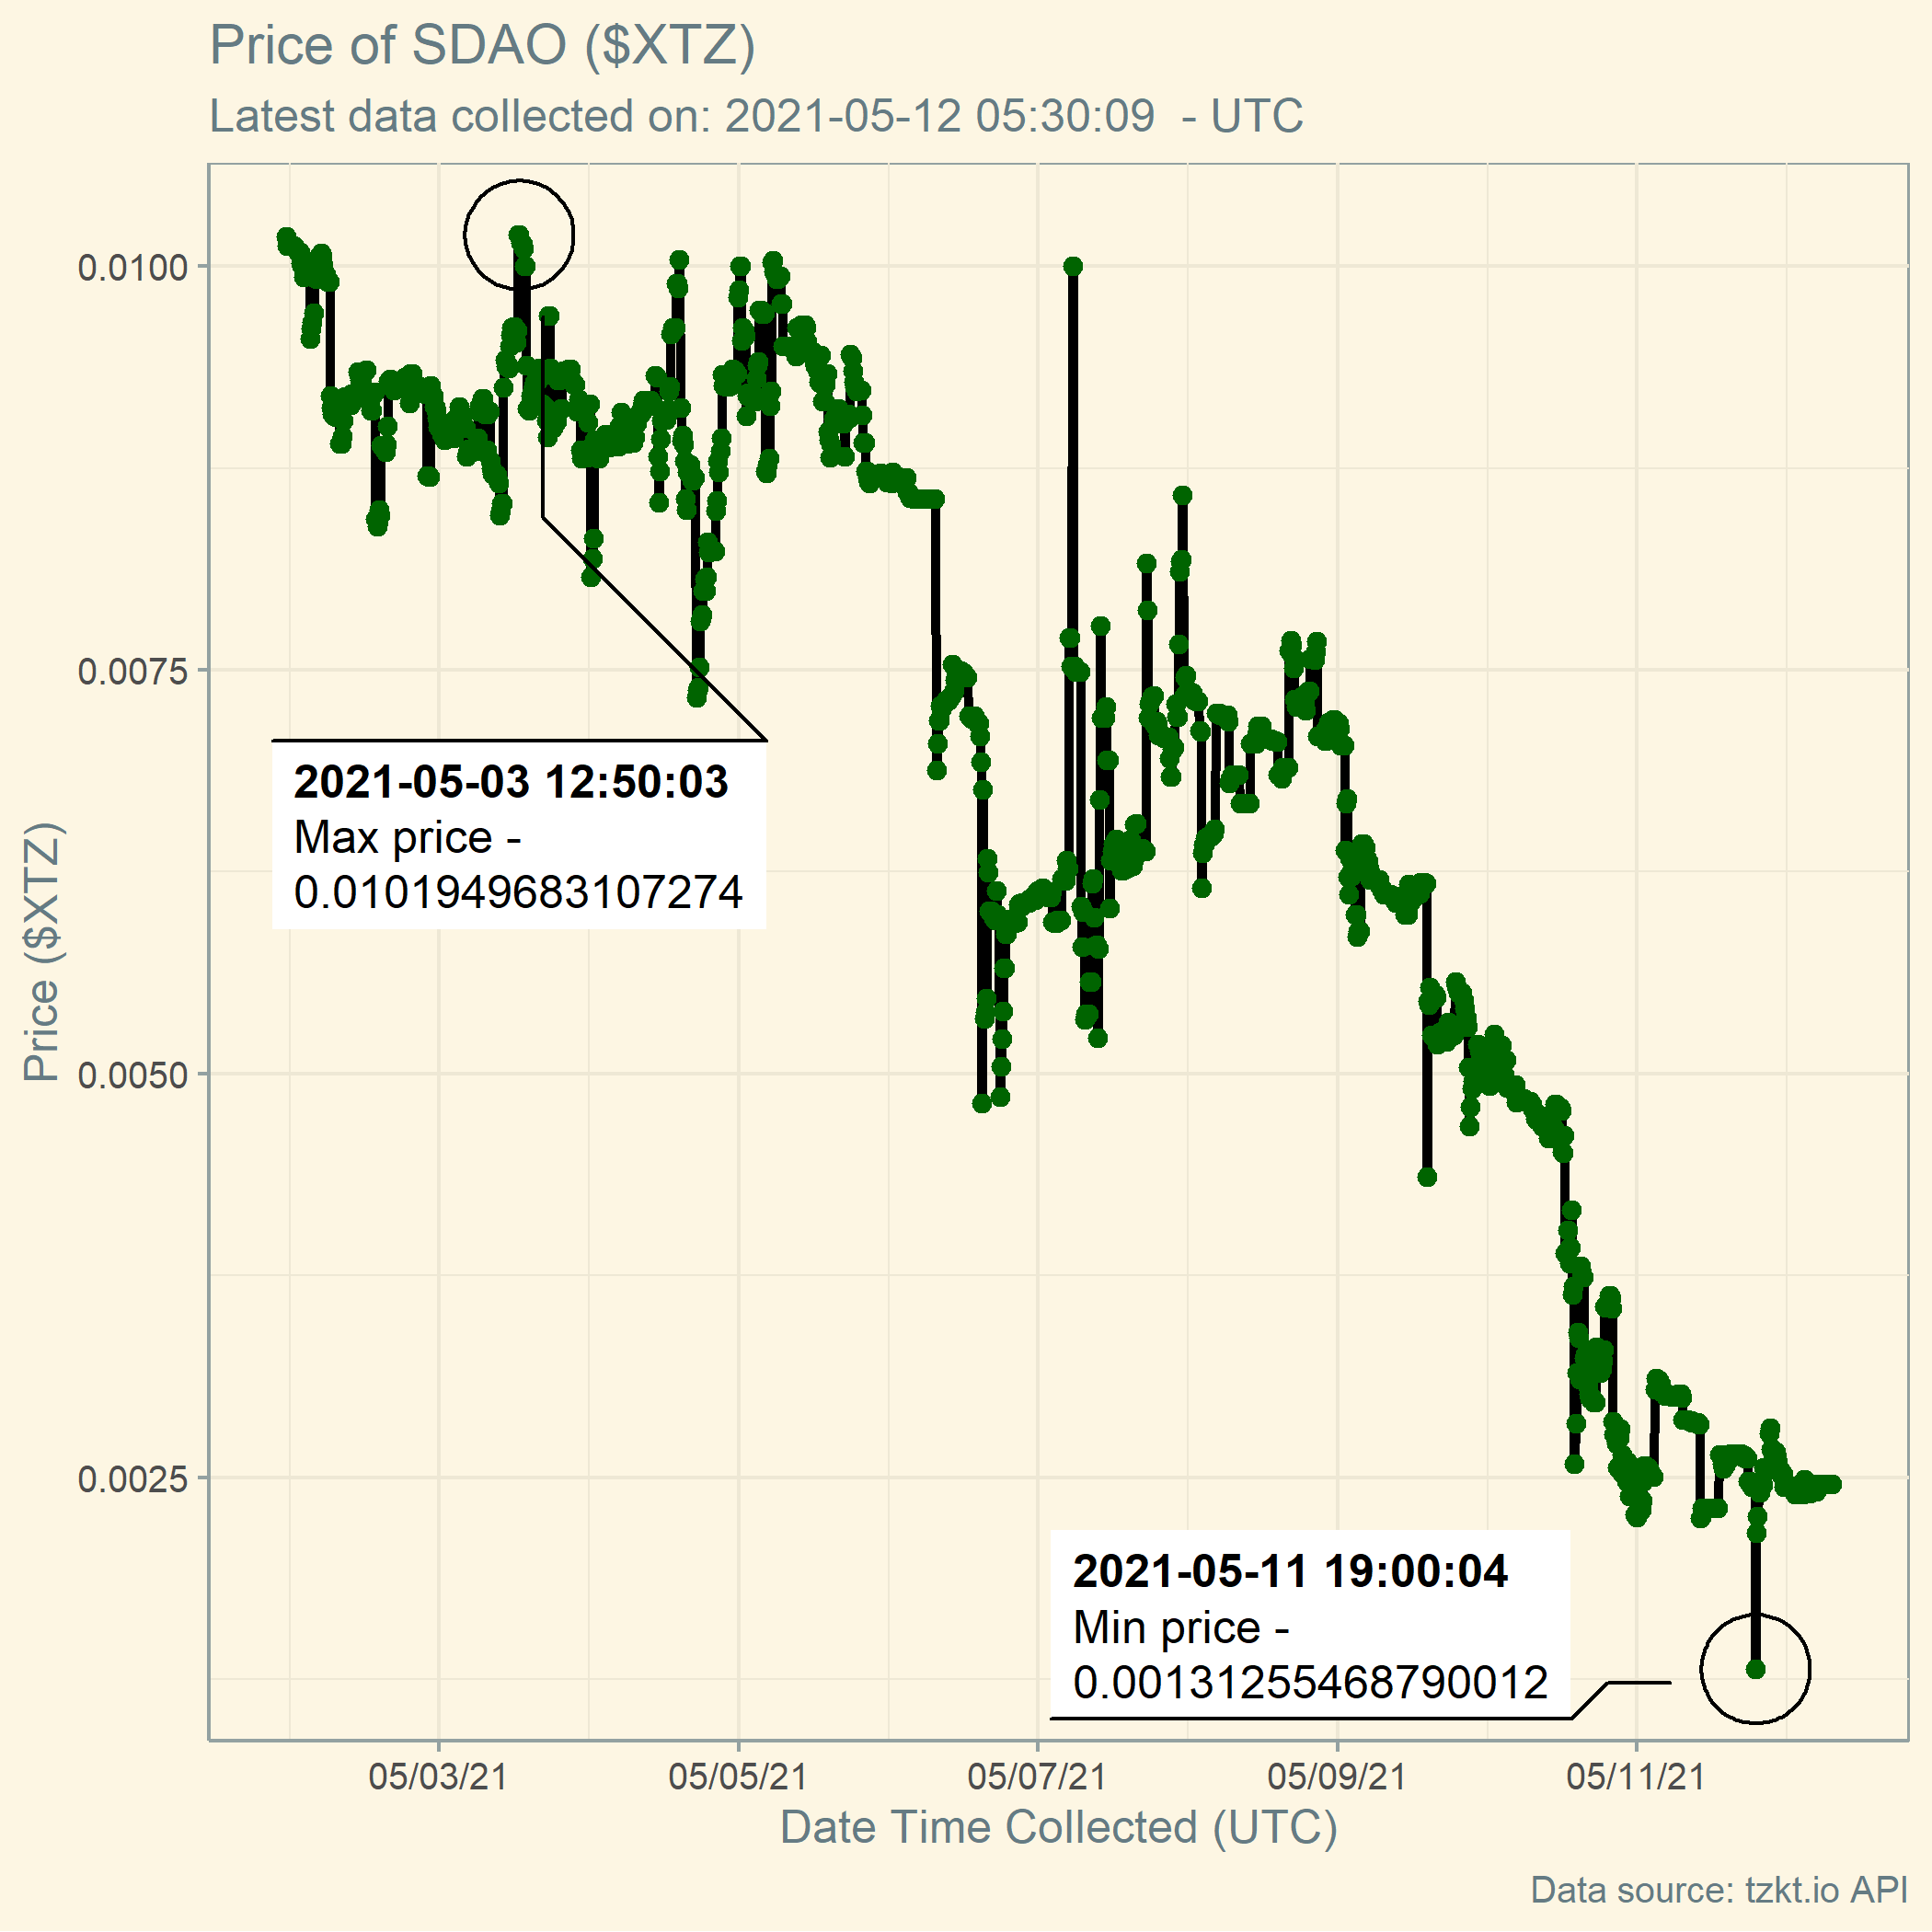 Price of SDAO ($XTZ)
Latest data collected on: 2021-05-12 05:30:09  - UTC
Price ($XTZ)
0.0100
0.0075
0.0050
0.0025
2021-05-03 12:50:03
Max price -
0.0101949683107274
2021-05-11 19:00:04
Min price -
0.00131255468790012
05/03/21
05/05/21
05/07/21
05/09/21
05/11/21
Date Time Collected (UTC)
Data source: tzkt.io API